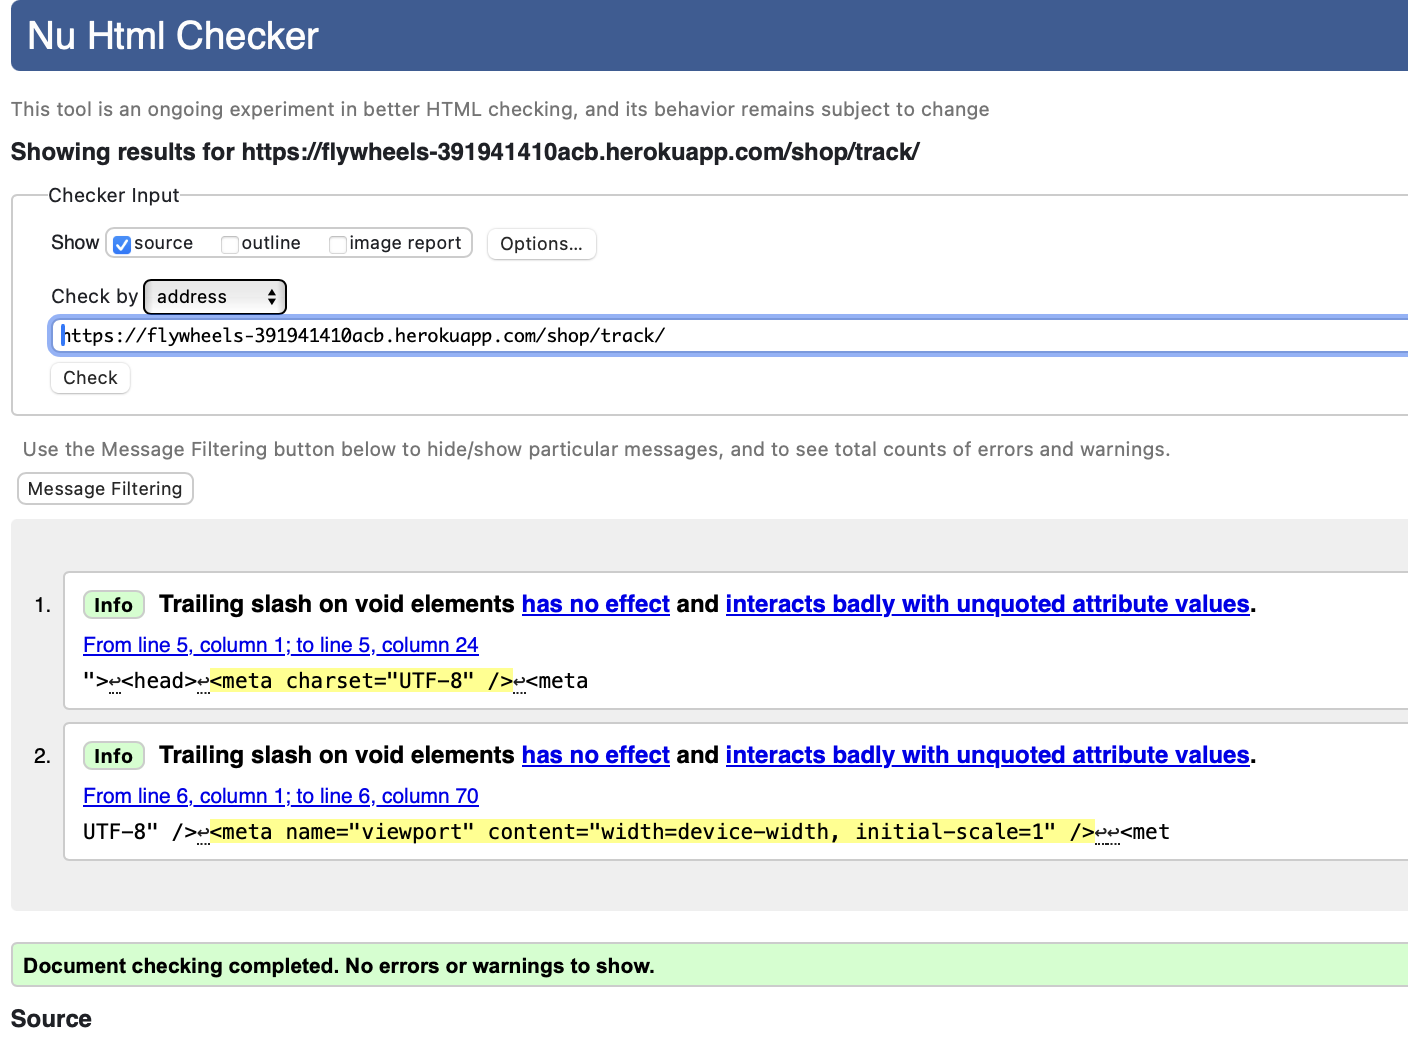 Nu Html Checker
This tool is an ongoing experiment in better HTML checking, and its behavior remains subject to change
Showing results for https://flywheels-391941410acb.herokuapp.com/shop/track/
Checker Input
Show source outline image report Options...
Check by address
https://flywheels-391941410acb.herokuapp.com/shop/track/
Check
Use the Message Filtering button below to hide/show particular messages, and to see total counts of errors and warnings.
Message Filtering
1. Info Trailing slash on void elements has no effect and interacts badly with unquoted attribute values.
From line 5, column 1; to line 5, column 24
">↩<head>↩<meta charset="UTF-8" />↩<meta
2. Info Trailing slash on void elements has no effect and interacts badly with unquoted attribute values.
From line 6, column 1; to line 6, column 70
UTF-8" />↩<meta name="viewport" content="width=device-width, initial-scale=1" />↩↩<met
Document checking completed. No errors or warnings to show.
Source